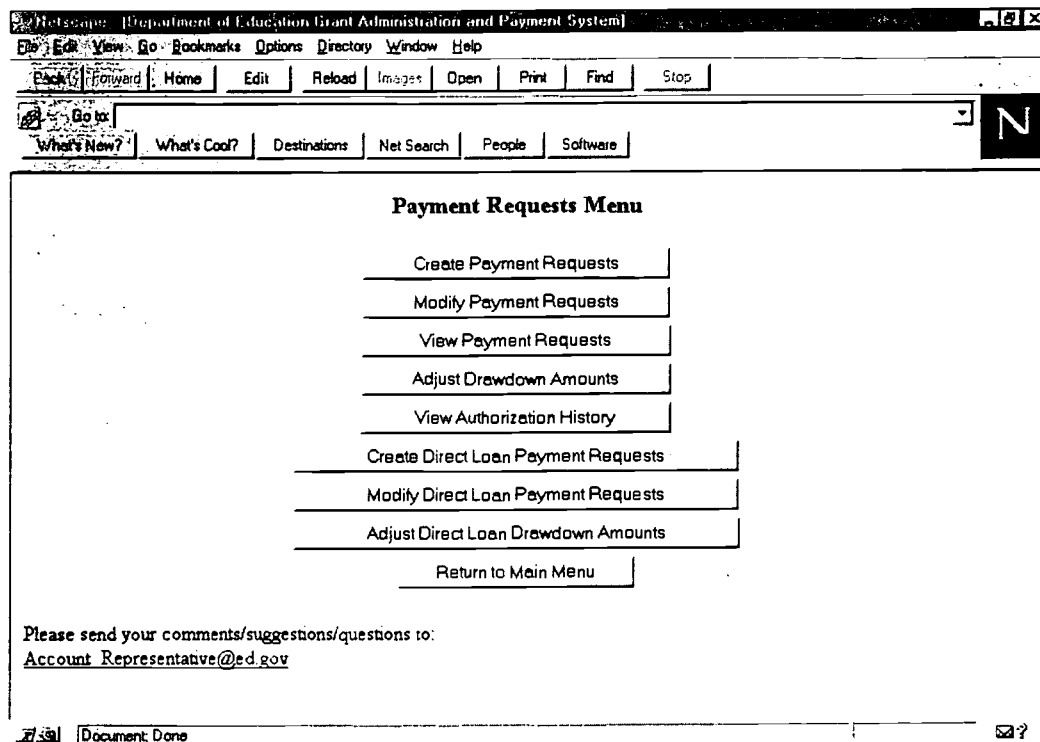 Netscape [Department of Education Grant Administration and Payment System]
File Edit View Go Bookmarks Options Directory Window Help
Back Forward Home Edit Reload Images Open Print Find Stop
Go to:
N
What's New? What's Cool? Destinations Net Search People Software
Payment Requests Menu
Create Payment Requests
Modify Payment Requests
View Payment Requests
Adjust Drawdown Amounts
View Authorization History
Create Direct Loan Payment Requests
Modify Direct Loan Payment Requests
Adjust Direct Loan Drawdown Amounts
Return to Main Menu
Please send your comments/suggestions/questions to:
Account_Representative@ed.gov
Document: Done